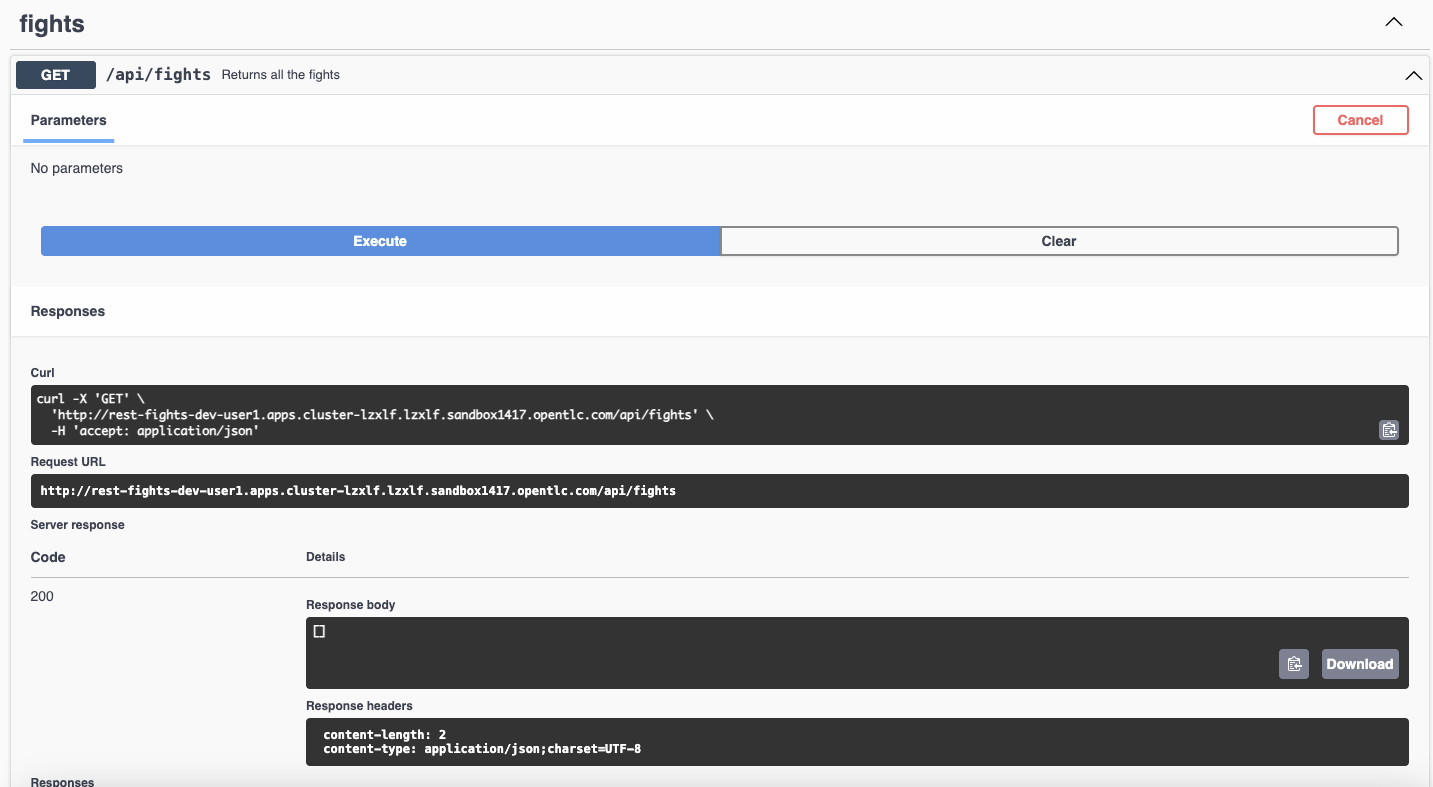 fights
GET /api/fights Returns all the fights
Parameters Cancel
No parameters
Execute Clear
Responses
Curl
curl -X 'GET' \
'http://rest-fights-dev-user1.apps.cluster-lzxlf.lzxlf.sandbox1417.opentlc.com/api/fights' \
-H 'accept: application/json'
Request URL
http://rest-fights-dev-user1.apps.cluster-lzxlf.lzxlf.sandbox1417.opentlc.com/api/fights
Server response
Code Details
200
Response body
[]
Download
Response headers
content-length: 2
content-type: application/json;charset=UTF-8
Responses